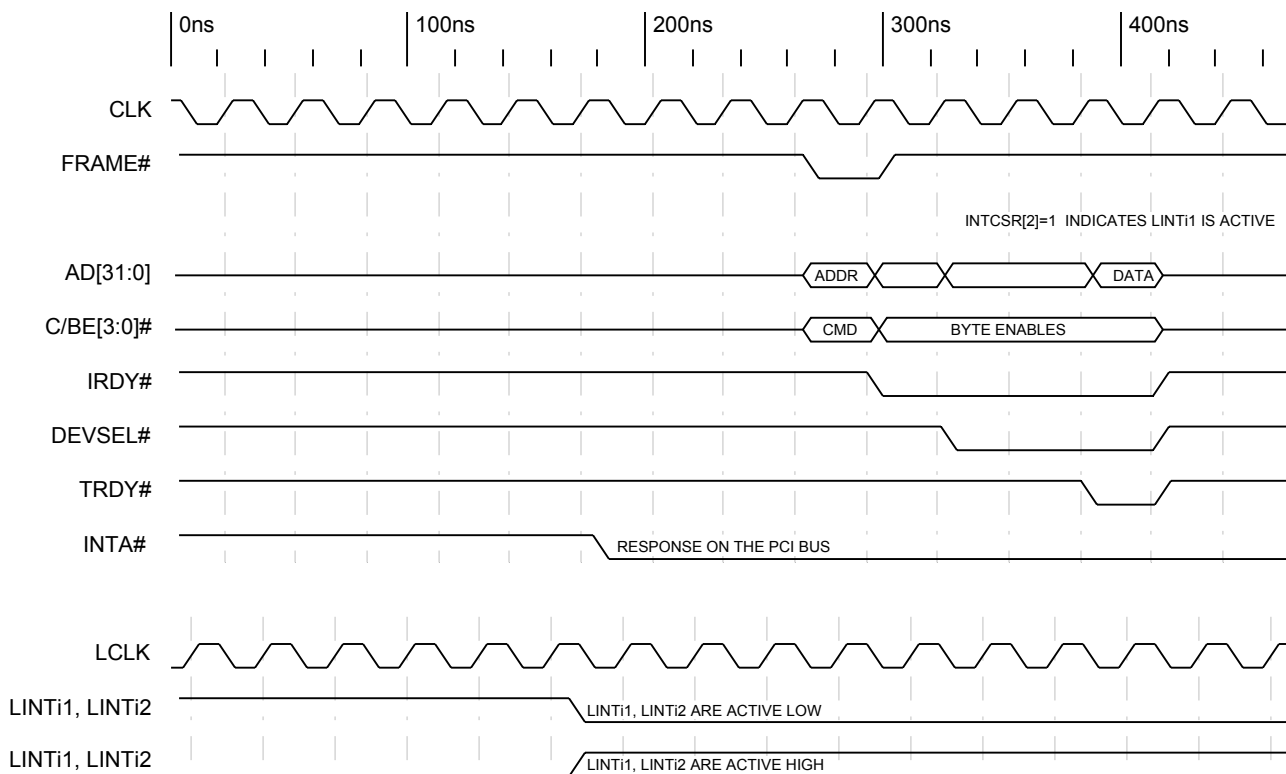 0ns 100ns 200ns 300ns 400ns
CLK
FRAME#
INTCSR[2]=1 INDICATES LINTi1 IS ACTIVE
AD[31:0] ADDR DATA
C/BE[3:0]# CMD BYTE ENABLES
IRDY#
DEVSEL#
TRDY#
INTA# RESPONSE ON THE PCI BUS
LCLK
LINTi1, LINTi2 LINTi1, LINTi2 ARE ACTIVE LOW
LINTi1, LINTi2 LINTi1, LINTi2 ARE ACTIVE HIGH